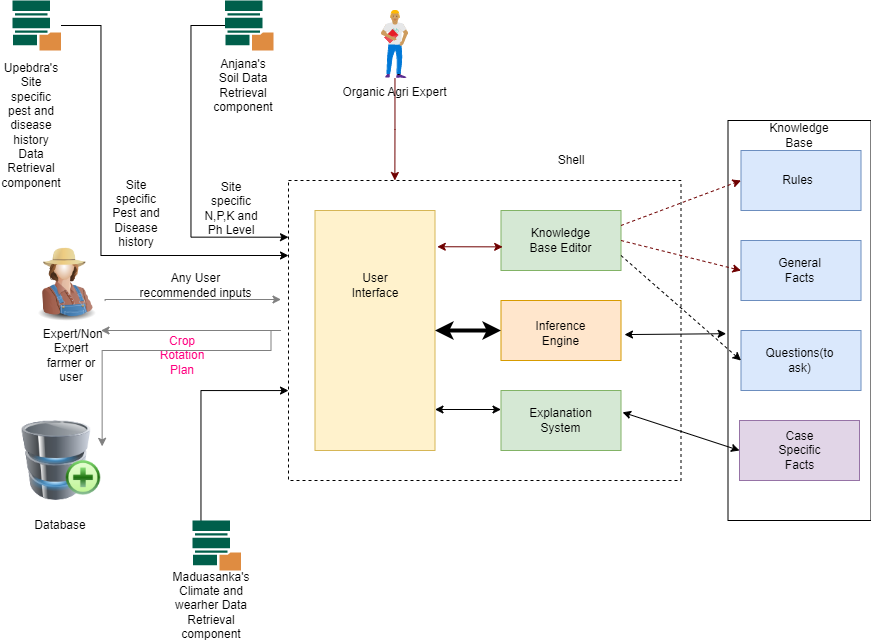 Upebdra's
Site
specific
pest and
disease
history
Data
Retrieval
component
Anjana's
Soil Data
Retrieval
component
Organic Agri Expert
Knowledge
Base
Shell
Rules
Site
specific
Pest and
Disease
history
Site
specific
N,P,K and
Ph Level
User
Interface
Knowledge
Base Editor
General
Facts
Any User
recommended inputs
Expert/Non
Expert
farmer or
user
Crop
Rotation
Plan
Inference
Engine
Questions(to
ask)
Explanation
System
Case
Specific
Facts
Database
Maduasanka's
Climate and
wearher Data
Retrieval
component